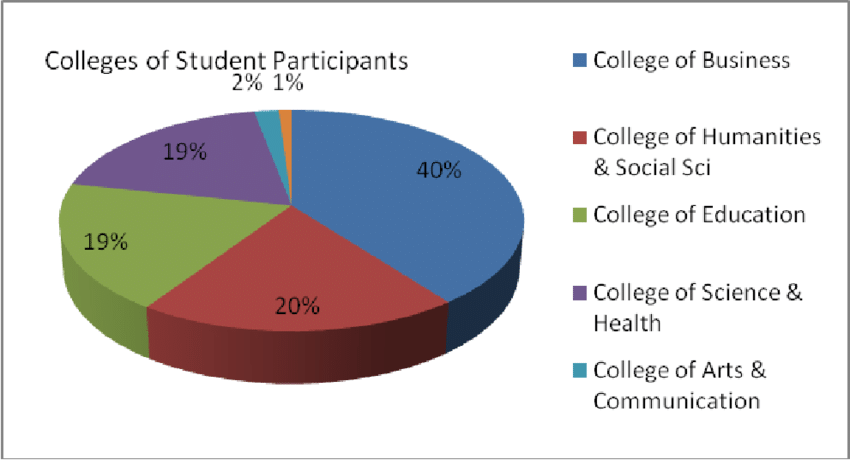 Colleges of Student Participants
2% 1%
19%
40%
19%
20%
College of Business
College of Humanities
& Social Sci
College of Education
College of Science &
Health
College of Arts &
Communication